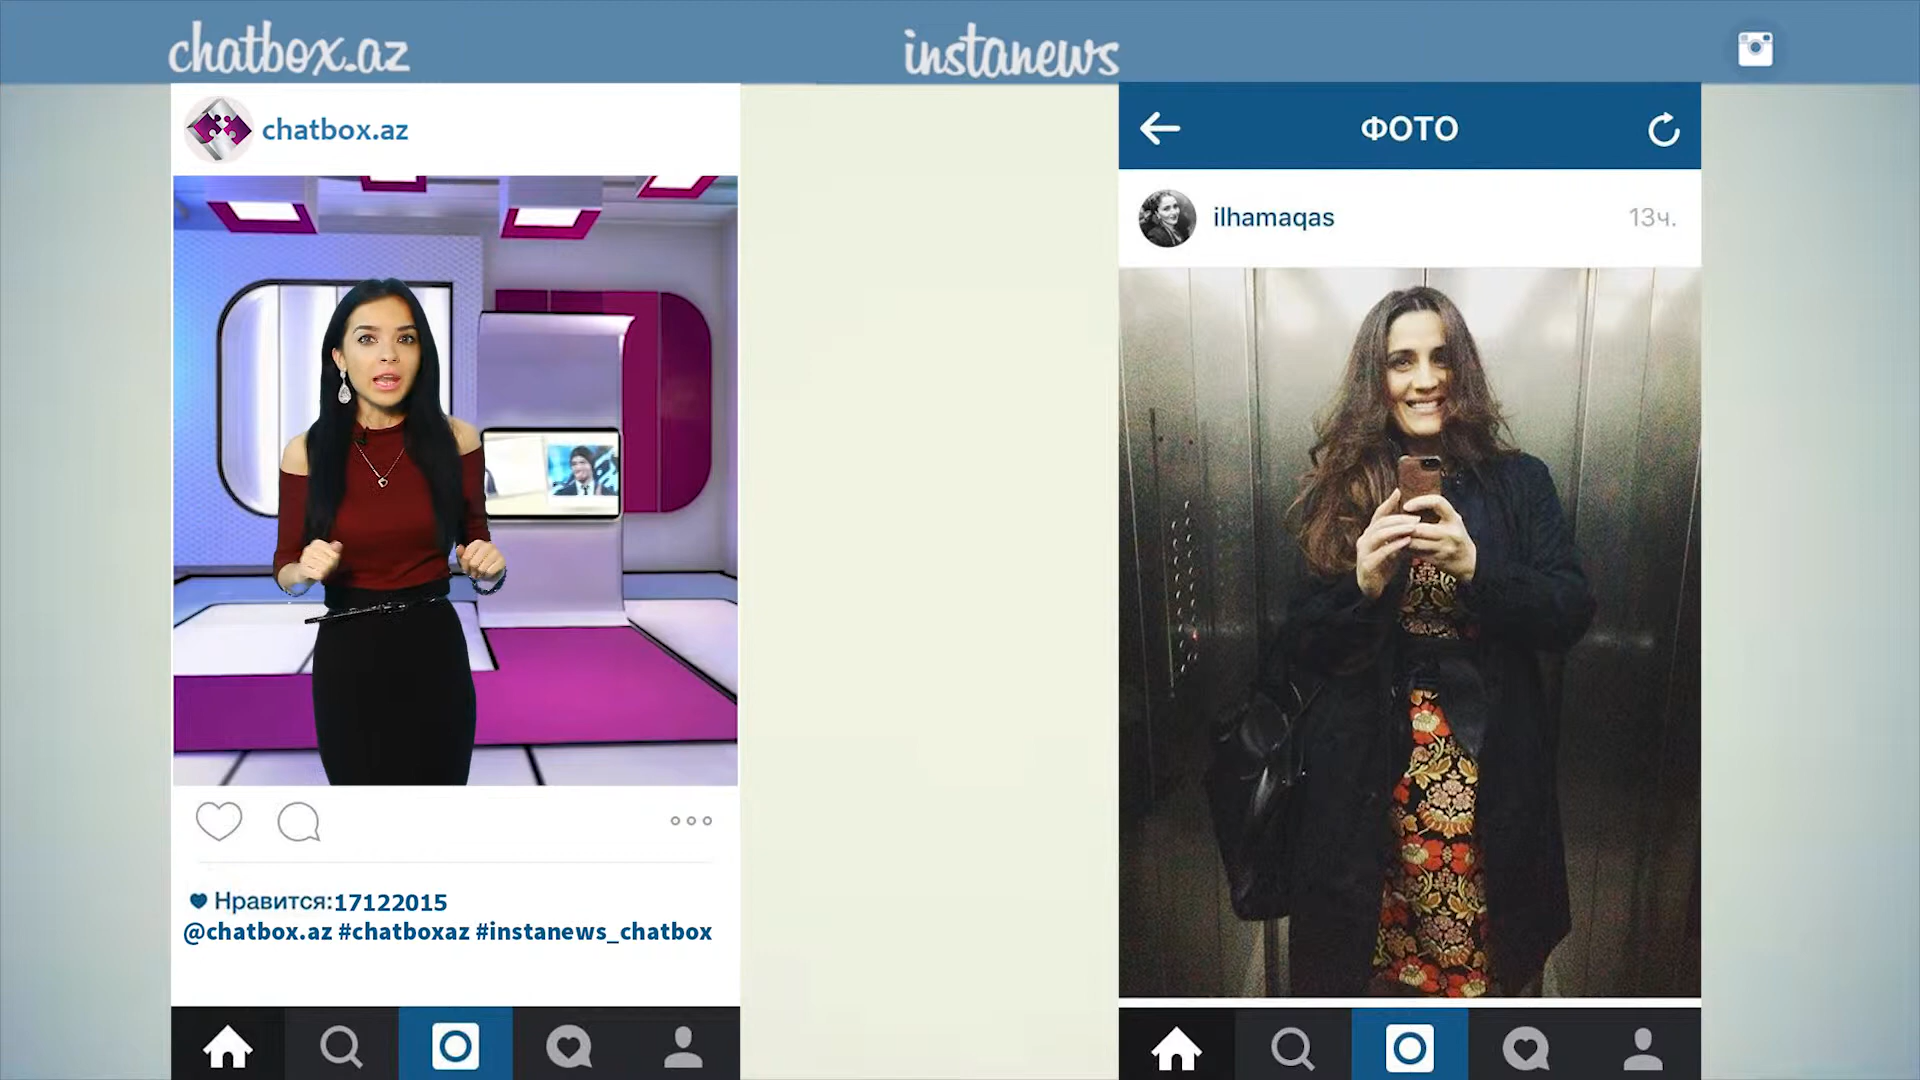 chatbox.az
instanews
chatbox.az
Нравится:17122015
@chatbox.az #chatboxaz #instanews_chatbox
ФОТО
ilhamaqas
13ч.